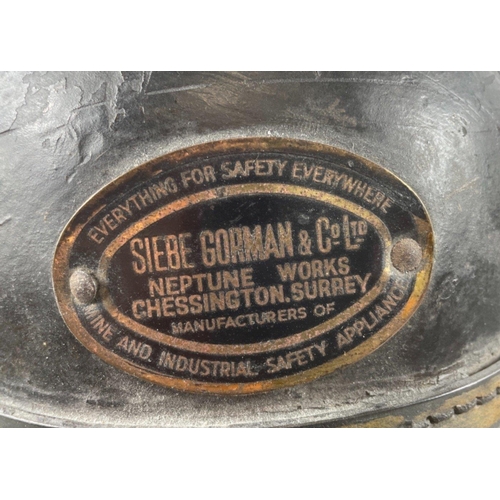 EVERYTHING FOR SAFETY EVERYWHERE
SIEBE GORMAN & CO LTD
NEPTUNE WORKS
CHESSINGTON. SURREY
MANUFACTURERS OF
MINE AND INDUSTRIAL SAFETY APPLIANCES